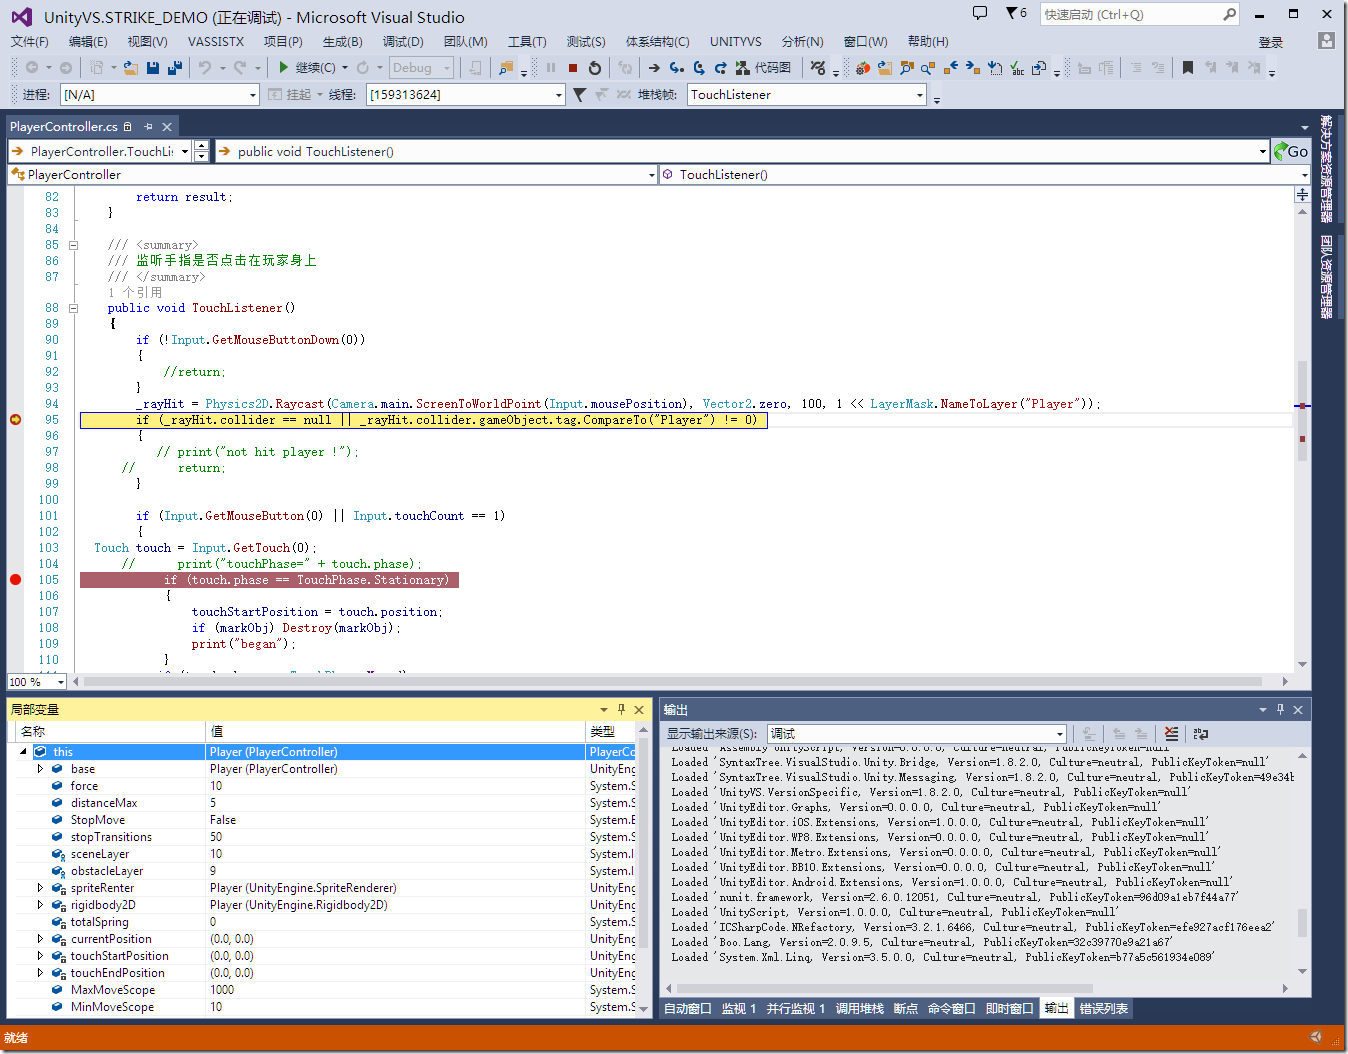 UnityVS.STRIKE_DEMO (正在调试) - Microsoft Visual Studio
6
快速启动 (Ctrl+Q)
文件(F) 编辑(E) 视图(V) VASSISTX 项目(P) 生成(B) 调试(D) 团队(M) 工具(T) 测试(S) 体系结构(C) UNITYVS 分析(N) 窗口(W) 帮助(H) 登录
继续(C) Debug 代码图
进程: [N/A] 挂起 线程: [159313624] 堆栈帧: TouchListener
PlayerController.cs
PlayerController.TouchLis public void TouchListener() Go
PlayerController TouchListener()
82 return result;
83 }
84
85 /// <summary>
86 /// 监听手指是否点击在玩家身上
87 /// </summary>
1 个引用
88 public void TouchListener()
89 {
90 if (!Input.GetMouseButtonDown(0))
91 {
92 //return;
93 }
94 _rayHit = Physics2D.Raycast(Camera.main.ScreenToWorldPoint(Input.mousePosition), Vector2.zero, 100, 1 << LayerMask.NameToLayer("Player"));
95 if (_rayHit.collider == null || _rayHit.collider.gameObject.tag.CompareTo("Player") != 0)
96 {
97 // print("not hit player !");
98 // return;
99 }
100
101 if (Input.GetMouseButton(0) || Input.touchCount == 1)
102 {
103 Touch touch = Input.GetTouch(0);
104 // print("touchPhase=" + touch.phase);
105 if (touch.phase == TouchPhase.Stationary)
106 {
107 touchStartPosition = touch.position;
108 if (markObj) Destroy(markObj);
109 print("began");
110 }
100 %
解决方案资源管理器
团队资源管理器
局部变量
名称 值 类型
this Player (PlayerController) PlayerCo
base Player (PlayerController) UnityEng
force 10 System.S
distanceMax 5 System.S
StopMove False System.B
stopTransitions 50 System.S
sceneLayer 10 System.I
obstacleLayer 9 System.I
spriteRenter Player (UnityEngine.SpriteRenderer) UnityEng
rigidbody2D Player (UnityEngine.Rigidbody2D) UnityEng
totalSpring 0 System.S
currentPosition (0.0, 0.0) UnityEng
touchStartPosition (0.0, 0.0) UnityEng
touchEndPosition (0.0, 0.0) UnityEng
MaxMoveScope 1000 System.S
MinMoveScope 10 System.S
输出
显示输出来源(S): 调试
Loaded 'Assembly-UnityScript, Version=0.0.0.0, Culture=neutral, PublicKeyToken=null'
Loaded 'SyntaxTree.VisualStudio.Unity.Bridge, Version=1.8.2.0, Culture=neutral, PublicKeyToken=null'
Loaded 'SyntaxTree.VisualStudio.Unity.Messaging, Version=1.8.2.0, Culture=neutral, PublicKeyToken=49e34b
Loaded 'UnityVS.VersionSpecific, Version=1.8.2.0, Culture=neutral, PublicKeyToken=null'
Loaded 'UnityEditor.Graphs, Version=0.0.0.0, Culture=neutral, PublicKeyToken=null'
Loaded 'UnityEditor.iOS.Extensions, Version=1.0.0.0, Culture=neutral, PublicKeyToken=null'
Loaded 'UnityEditor.WP8.Extensions, Version=0.0.0.0, Culture=neutral, PublicKeyToken=null'
Loaded 'UnityEditor.Metro.Extensions, Version=0.0.0.0, Culture=neutral, PublicKeyToken=null'
Loaded 'UnityEditor.BB10.Extensions, Version=0.0.0.0, Culture=neutral, PublicKeyToken=null'
Loaded 'UnityEditor.Android.Extensions, Version=1.0.0.0, Culture=neutral, PublicKeyToken=null'
Loaded 'nunit.framework, Version=2.6.0.12051, Culture=neutral, PublicKeyToken=96d09a1eb7f44a77'
Loaded 'UnityScript, Version=1.0.0.0, Culture=neutral, PublicKeyToken=null'
Loaded 'ICSharpCode.NRefactory, Version=3.2.1.6466, Culture=neutral, PublicKeyToken=efe927acf176eea2'
Loaded 'Boo.Lang, Version=2.0.9.5, Culture=neutral, PublicKeyToken=32c39770e9a21a67'
Loaded 'System.Xml.Linq, Version=3.5.0.0, Culture=neutral, PublicKeyToken=b77a5c561934e089'
自动窗口 监视 1 并行监视 1 调用堆栈 断点 命令窗口 即时窗口 输出 错误列表
就绪